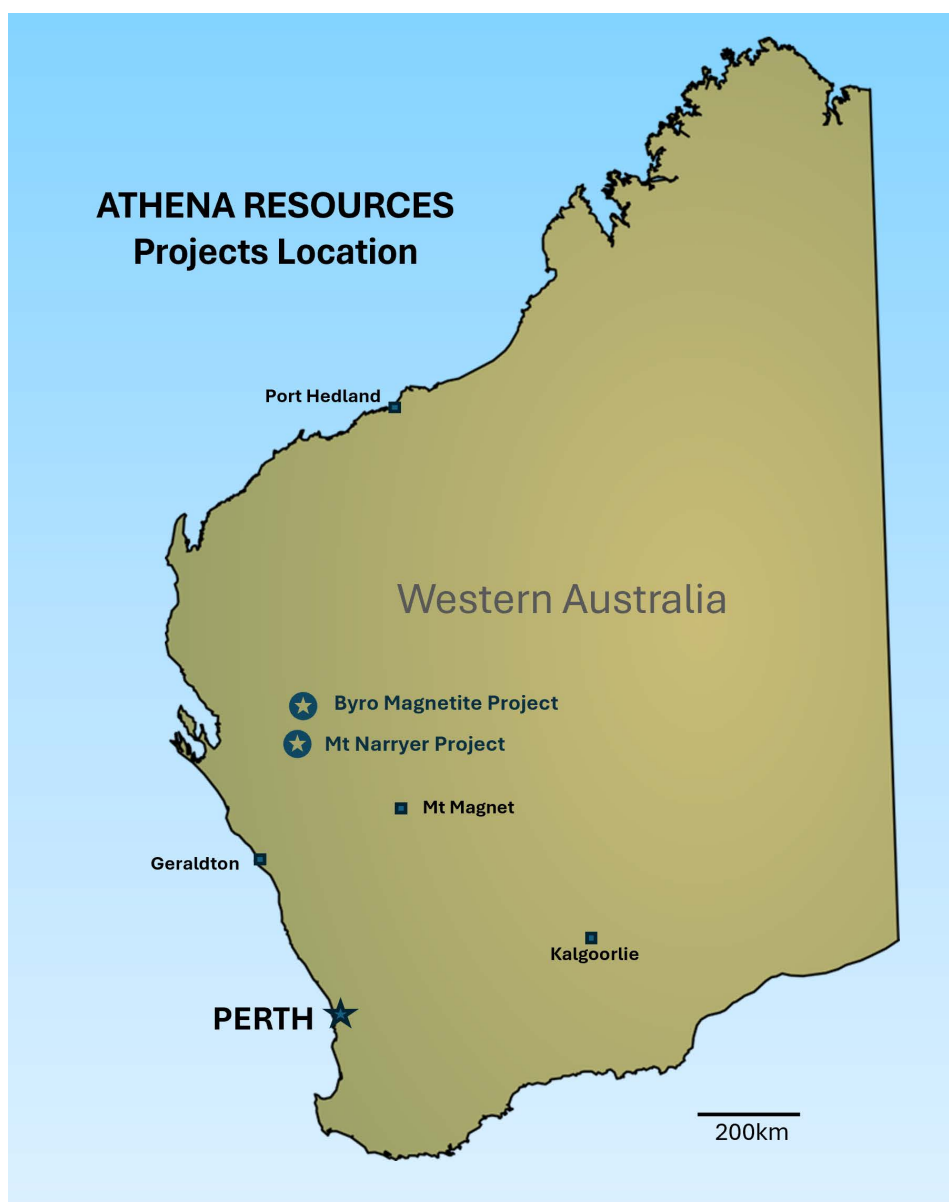 ATHENA RESOURCES
Projects Location
Port Hedland
Western Australia
Byro Magnetite Project
Mt Narryer Project
Mt Magnet
Geraldton
Kalgoorlie
PERTH
200km